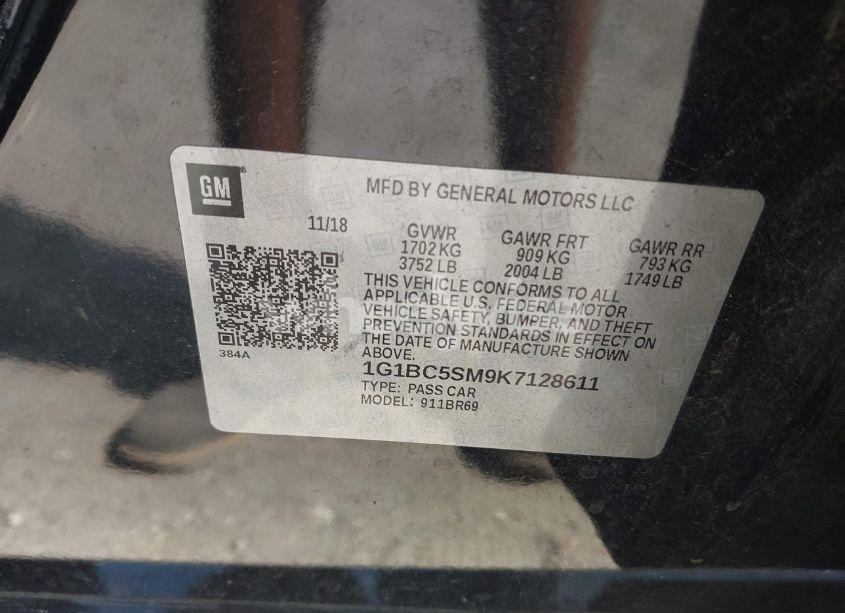 GM
MFD BY GENERAL MOTORS LLC
11/18
GVWR
1702 KG
3752 LB
GAWR FRT
909 KG
2004 LB
GAWR RR
793 KG
1749 LB
THIS VEHICLE CONFORMS TO ALL
APPLICABLE U.S. FEDERAL MOTOR
VEHICLE SAFETY, BUMPER, AND THEFT
PREVENTION STANDARDS IN EFFECT ON
THE DATE OF MANUFACTURE SHOWN
ABOVE.
384A
1G1BC5SM9K7128611
TYPE: PASS CAR
MODEL: 911BR69